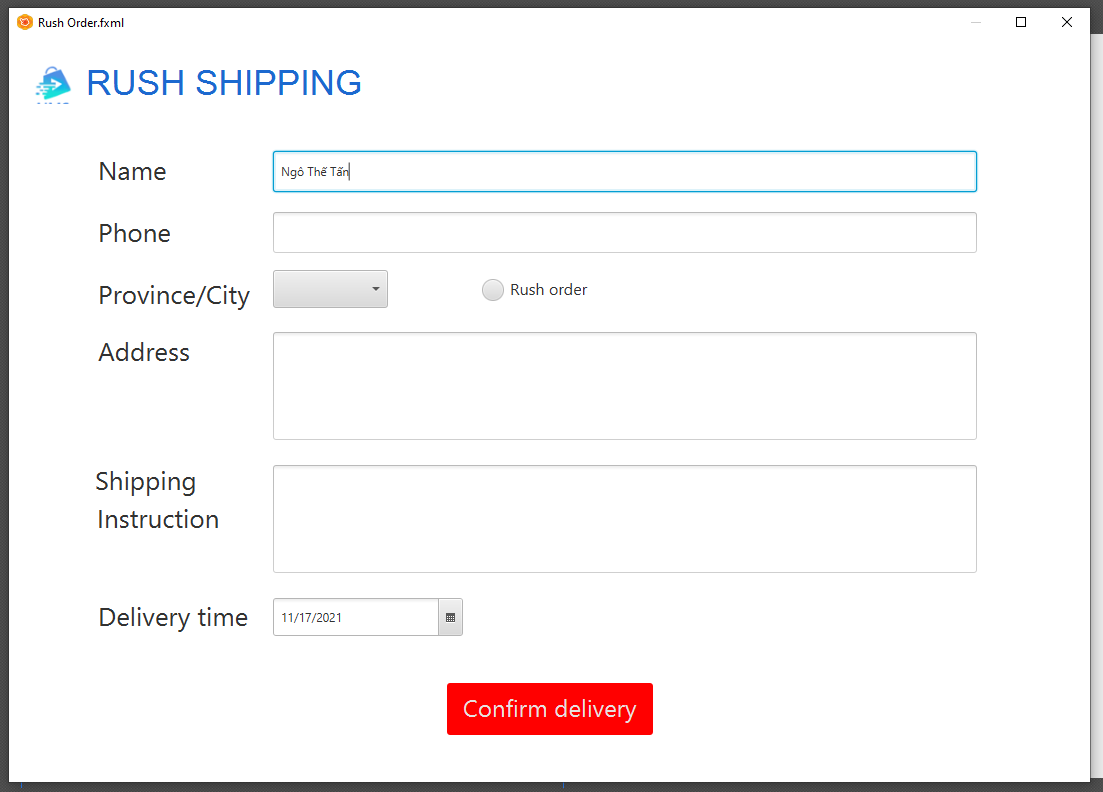 Rush Order.fxml
RUSH SHIPPING
Name
Ngô Thế Tấn
Phone
Province/City
Rush order
Address
Shipping
Instruction
Delivery time
11/17/2021
Confirm delivery